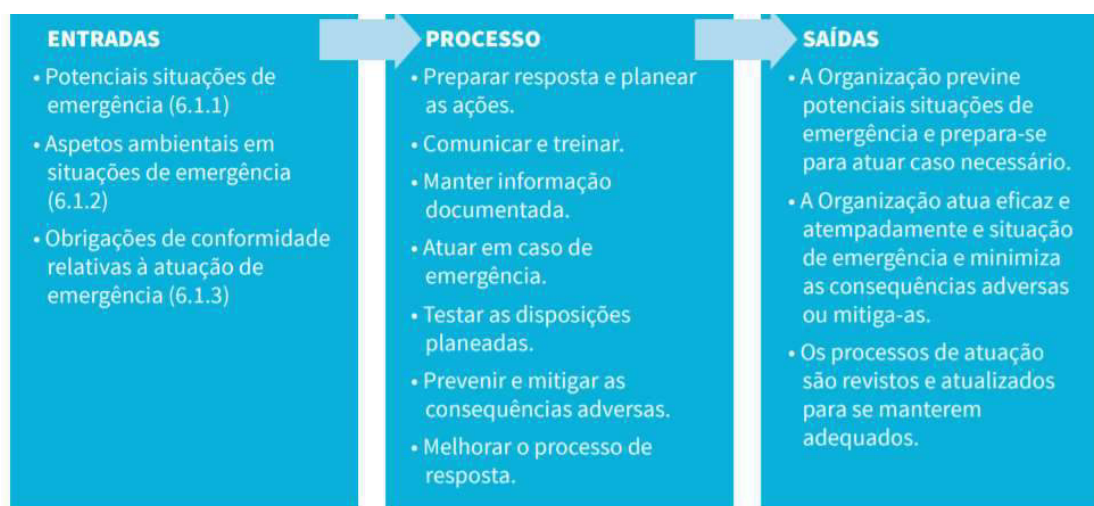 ENTRADAS
• Potenciais situações de
emergência (6.1.1)
• Aspetos ambientais em
situações de emergência
(6.1.2)
• Obrigações de conformidade
relativas à atuação de
emergência (6.1.3)
PROCESSO
• Preparar resposta e planear
as ações.
• Comunicar e treinar.
• Manter informação
documentada.
• Atuar em caso de
emergência.
• Testar as disposições
planeadas.
• Prevenir e mitigar as
consequências adversas.
• Melhorar o processo de
resposta.
SAÍDAS
• A Organização previne
potenciais situações de
emergência e prepara-se
para atuar caso necessário.
• A Organização atua eficaz e
atempadamente e situação
de emergência e minimiza
as consequências adversas
ou mitiga-as.
• Os processos de atuação
são revistos e atualizados
para se manterem
adequados.